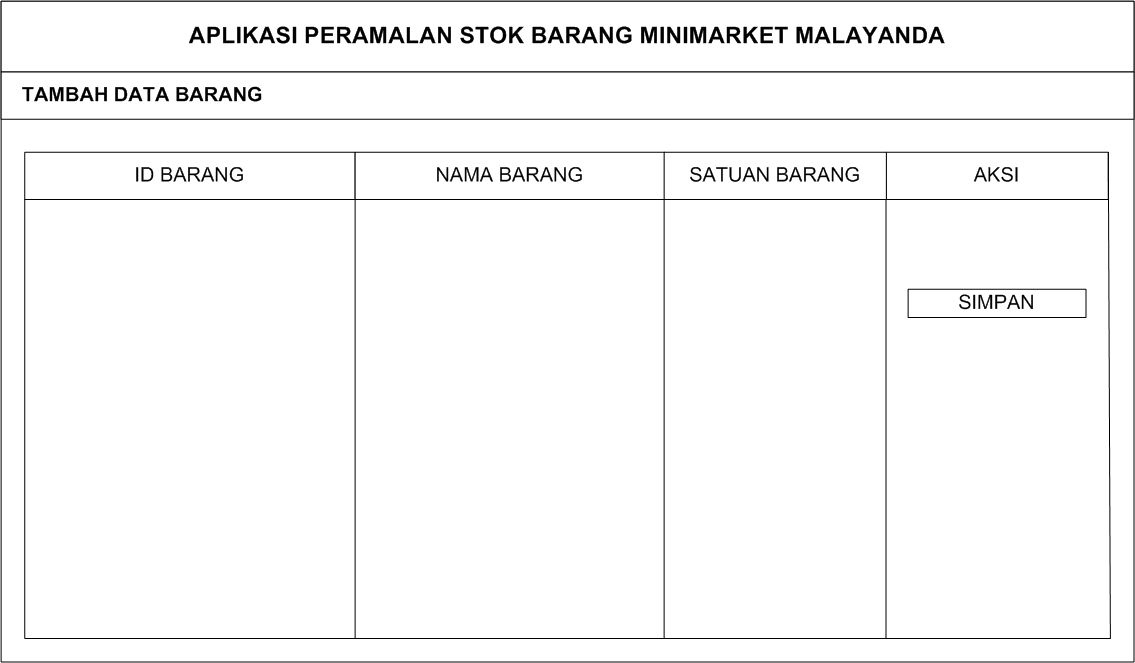 APLIKASI PERAMALAN STOK BARANG MINIMARKET MALAYANDA
TAMBAH DATA BARANG
ID BARANG NAMA BARANG SATUAN BARANG AKSI
SIMPAN